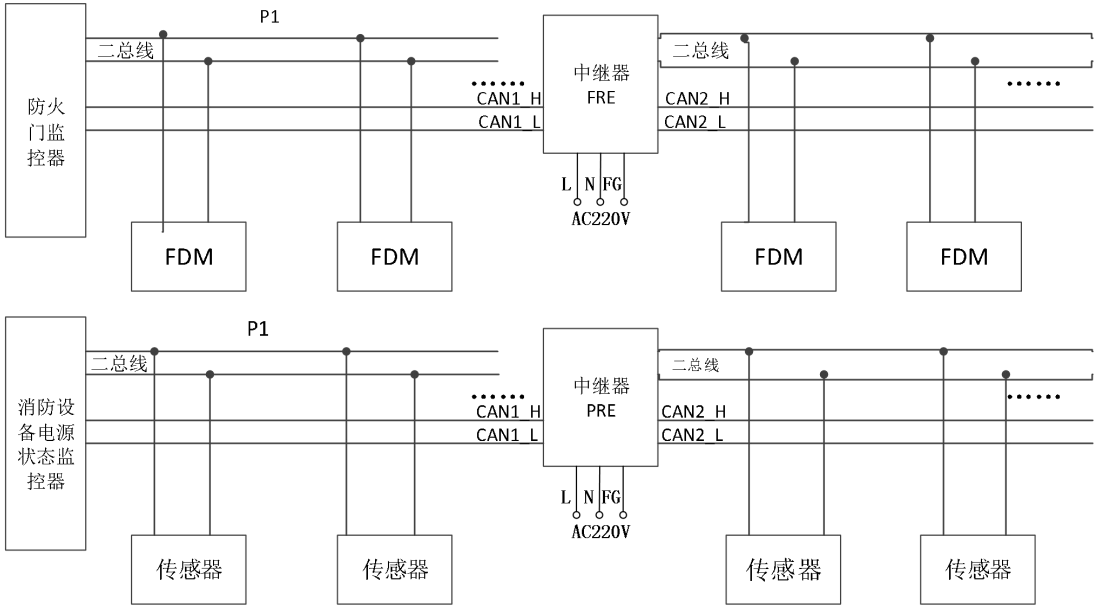 P1
二总线
防火
门监
控器
······
CAN1_H
CAN1_L
中继器
FRE
L N FG
AC220V
二总线
······
CAN2_H
CAN2_L
FDM
FDM
FDM
FDM
P1
二总线
消防设
备电源
状态监
控器
······
CAN1_H
CAN1_L
中继器
PRE
L N FG
AC220V
二总线
······
CAN2_H
CAN2_L
传感器
传感器
传感器
传感器